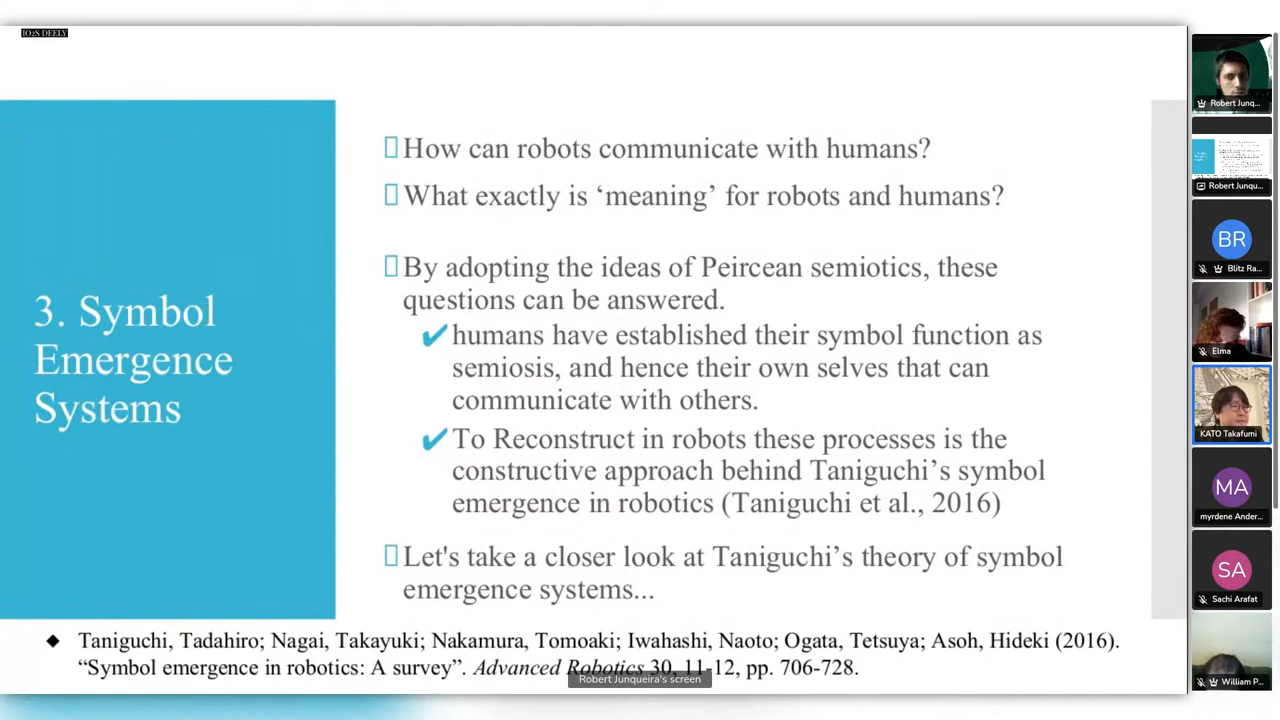 IO2S DEELY
3. Symbol
Emergence
Systems
How can robots communicate with humans?
What exactly is ‘meaning’ for robots and humans?
By adopting the ideas of Peircean semiotics, these
questions can be answered.
✔humans have established their symbol function as
semiosis, and hence their own selves that can
communicate with others.
✔To Reconstruct in robots these processes is the
constructive approach behind Taniguchi’s symbol
emergence in robotics (Taniguchi et al., 2016)
Let's take a closer look at Taniguchi’s theory of symbol
emergence systems...
◆ Taniguchi, Tadahiro; Nagai, Takayuki; Nakamura, Tomoaki; Iwahashi, Naoto; Ogata, Tetsuya; Asoh, Hideki (2016).
“Symbol emergence in robotics: A survey”. Advanced Robotics 30, 11-12, pp. 706-728.
Robert Junqueira's screen
Robert Junq...
Robert Junqu...
BR
Blitz Ra...
Elma
KATO Takafumi
MA
myrdene Ander...
SA
Sachi Arafat
William P...